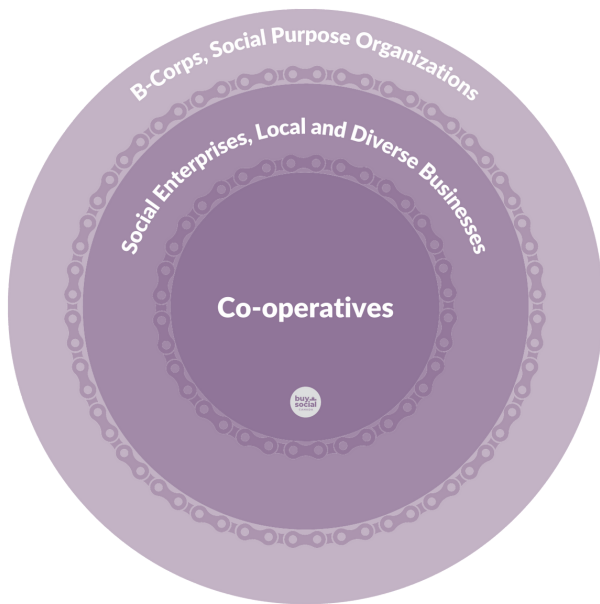 B-Corps, Social Purpose Organizations
Social Enterprises, Local and Diverse Businesses
Co-operatives
buy
social